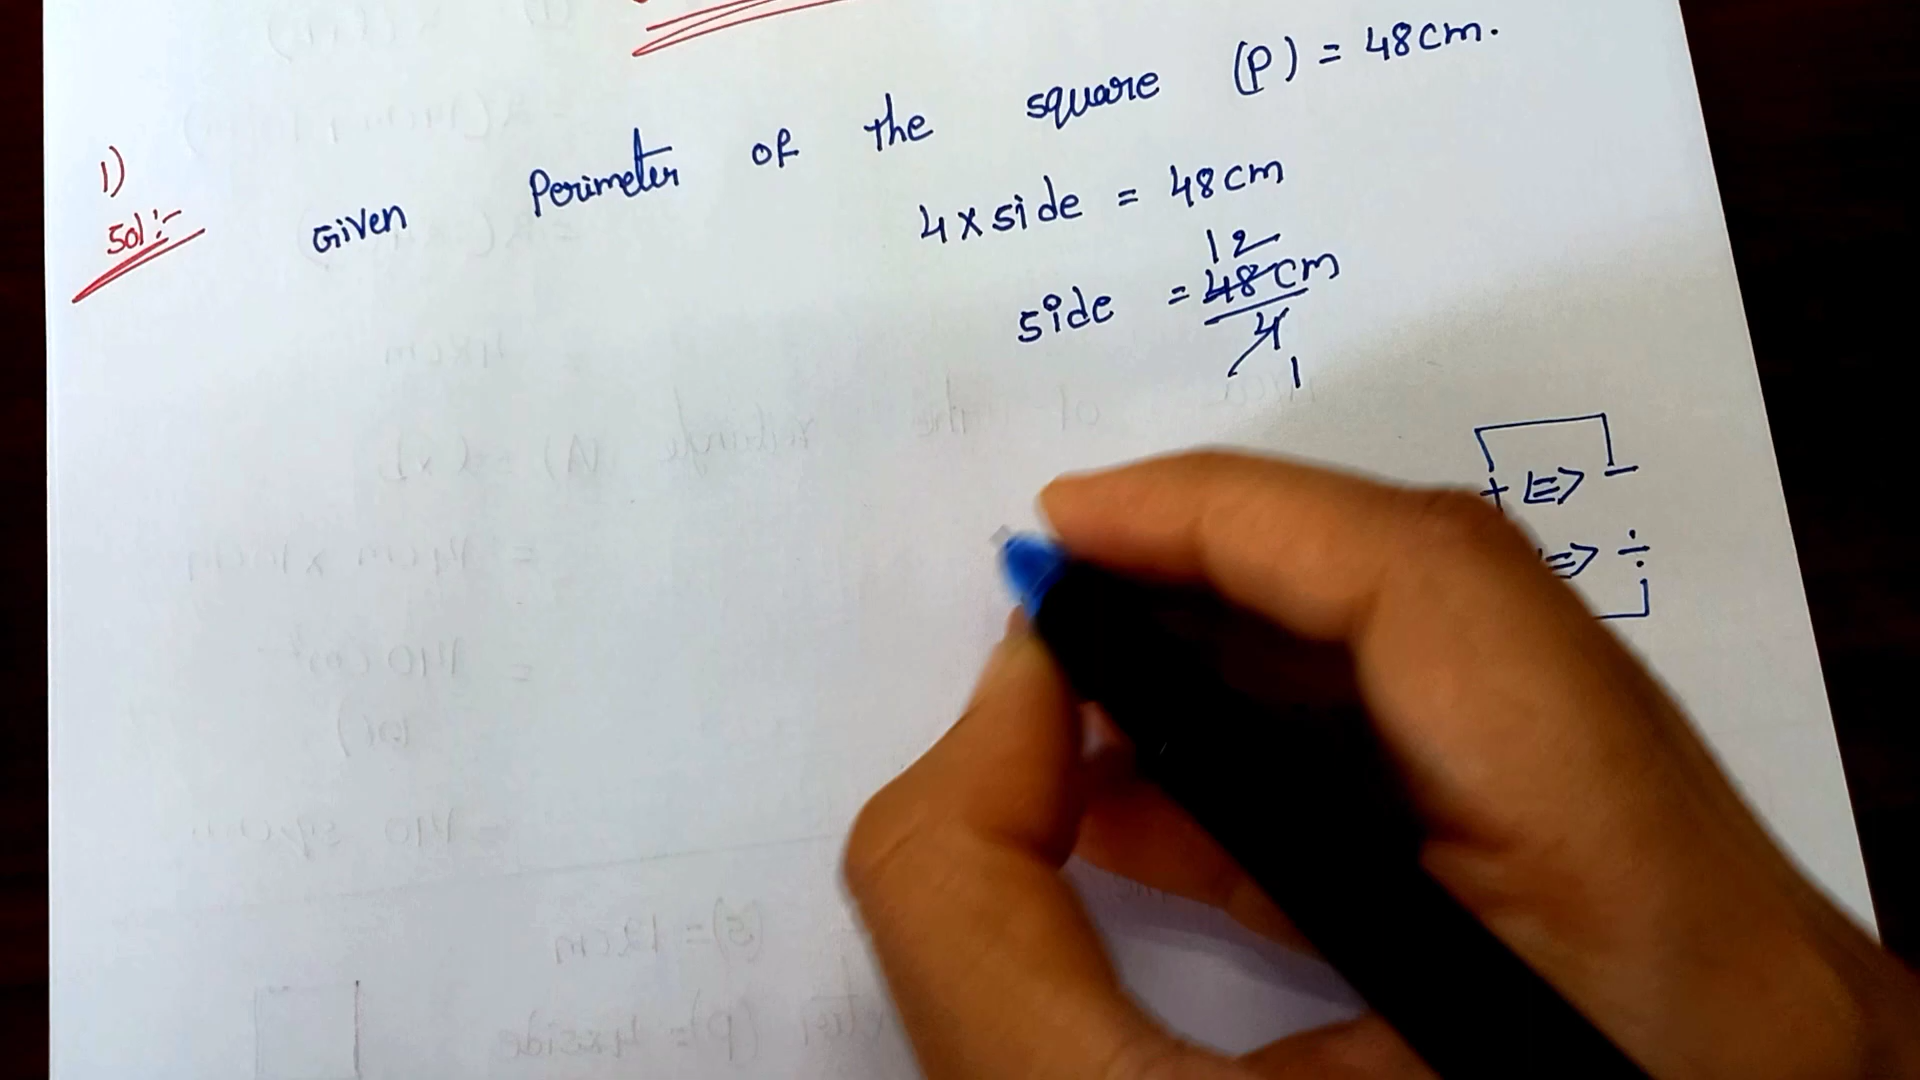 1)
Sol:-
Given Perimeter of the square (P) = 48cm.
4 x side = 48cm
12
side = 48cm
4
1
+ => -
=> ÷